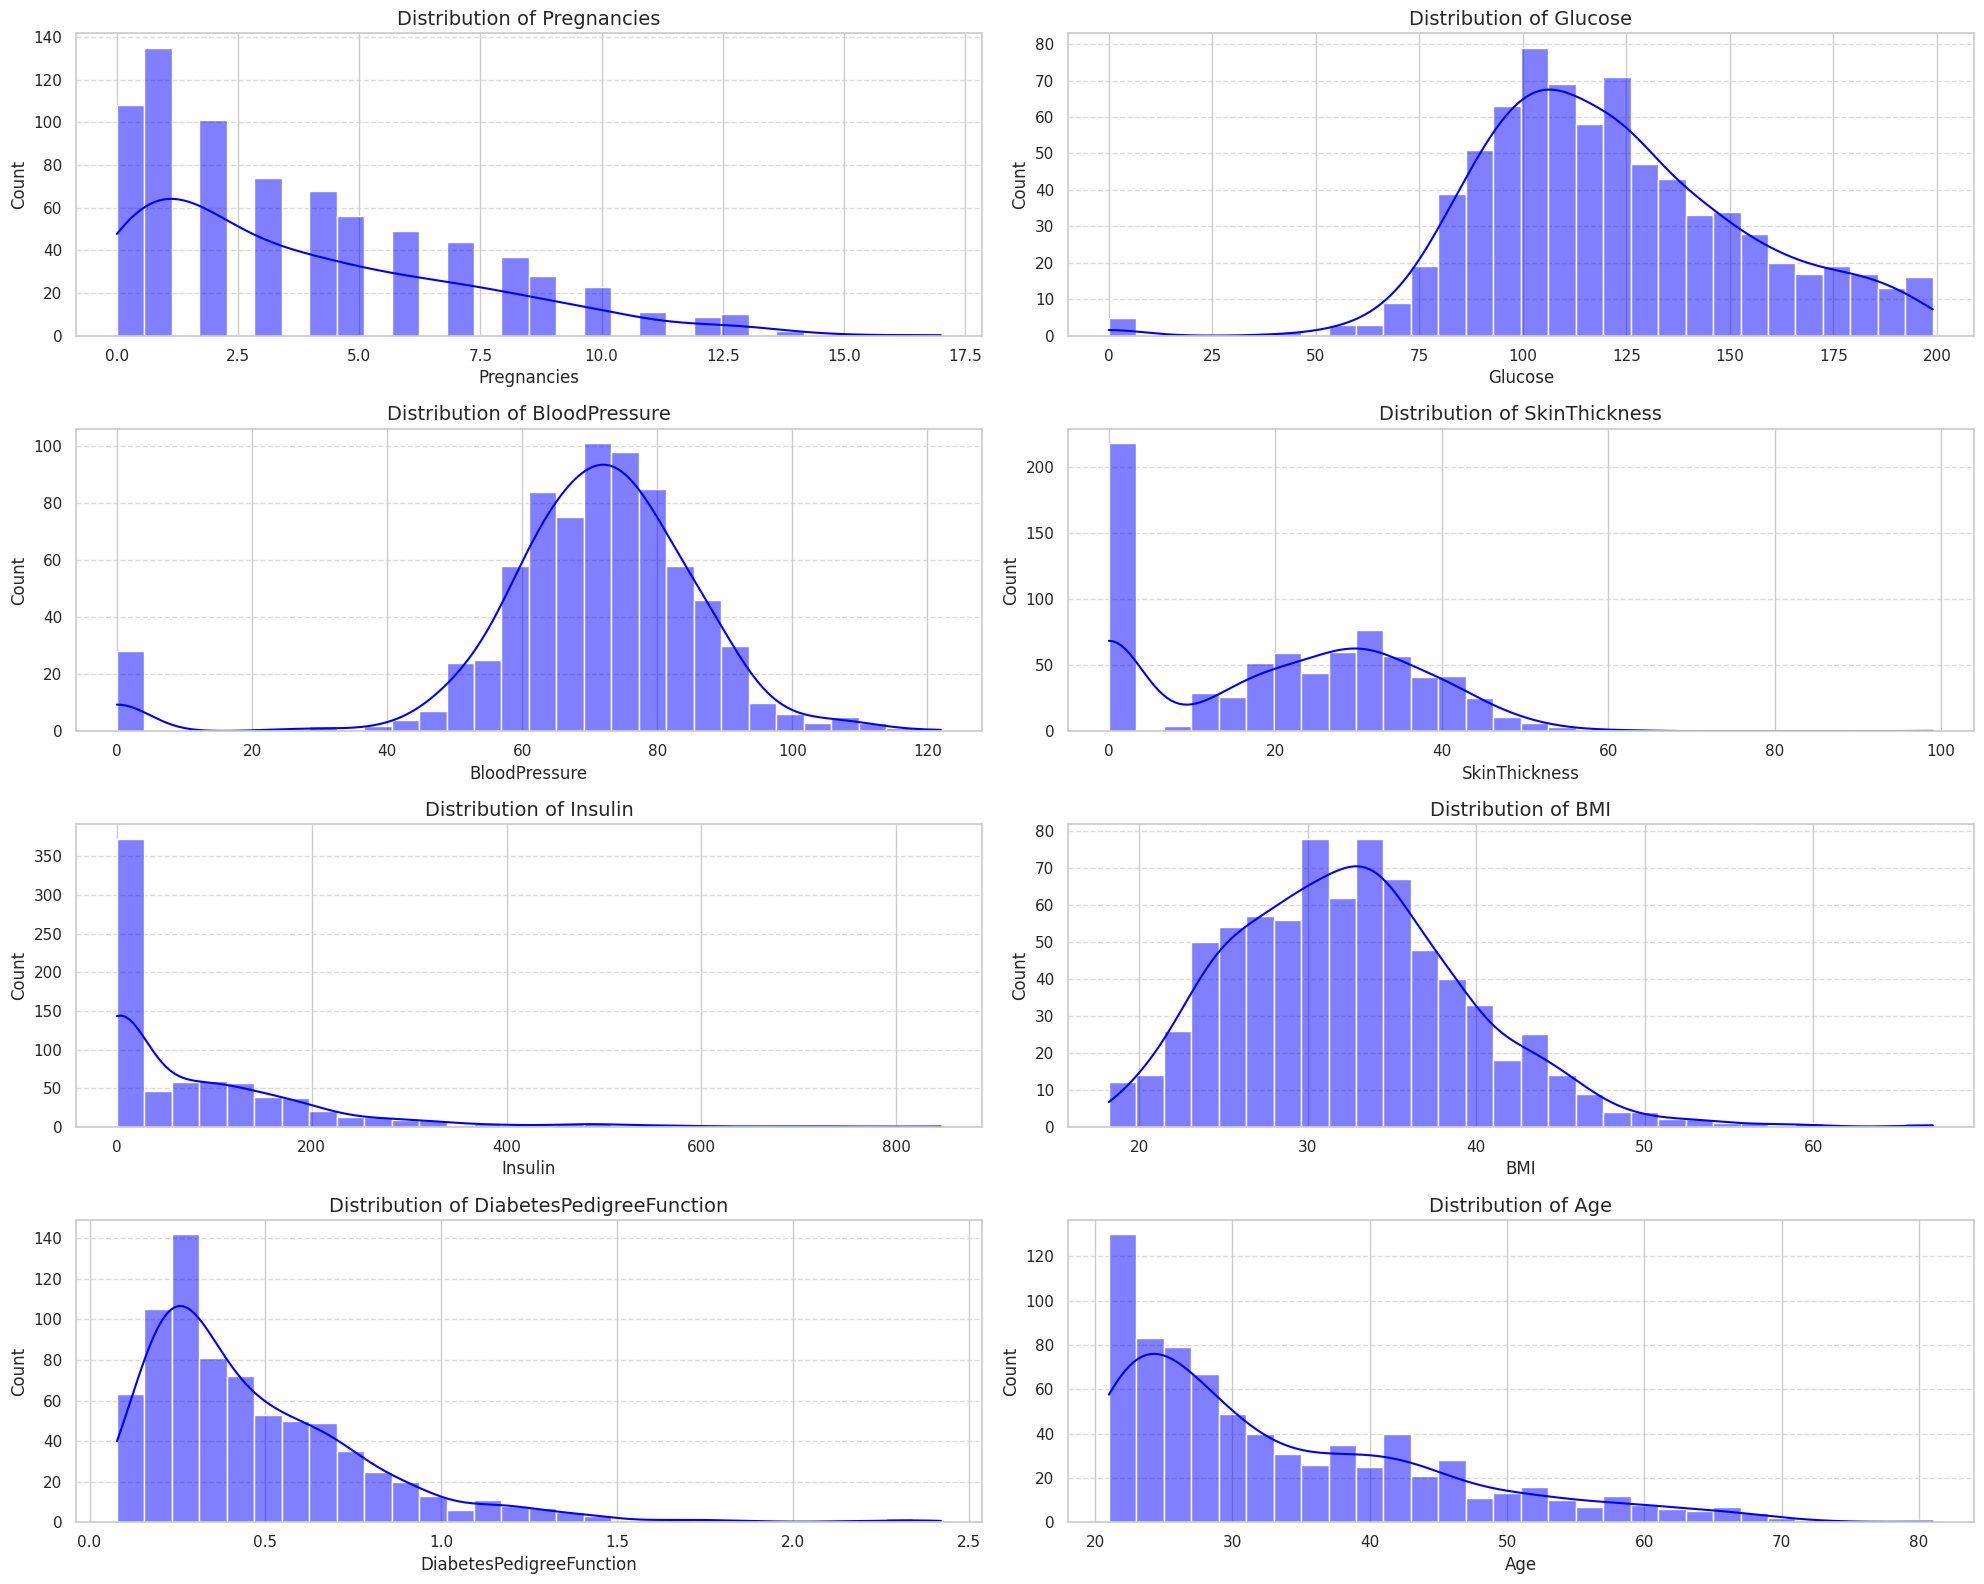 Distribution of Pregnancies
Count
0
20
40
60
80
100
120
140
0.0 2.5 5.0 7.5 10.0 12.5 15.0 17.5
Pregnancies
Distribution of Glucose
Count
0
10
20
30
40
50
60
70
80
0 25 50 75 100 125 150 175 200
Glucose
Distribution of BloodPressure
Count
0
20
40
60
80
100
0 20 40 60 80 100 120
BloodPressure
Distribution of SkinThickness
Count
0
50
100
150
200
0 20 40 60 80 100
SkinThickness
Distribution of Insulin
Count
0
50
100
150
200
250
300
350
0 200 400 600 800
Insulin
Distribution of BMI
Count
0
10
20
30
40
50
60
70
80
20 30 40 50 60
BMI
Distribution of DiabetesPedigreeFunction
Count
0
20
40
60
80
100
120
140
0.0 0.5 1.0 1.5 2.0 2.5
DiabetesPedigreeFunction
Distribution of Age
Count
0
20
40
60
80
100
120
20 30 40 50 60 70 80
Age